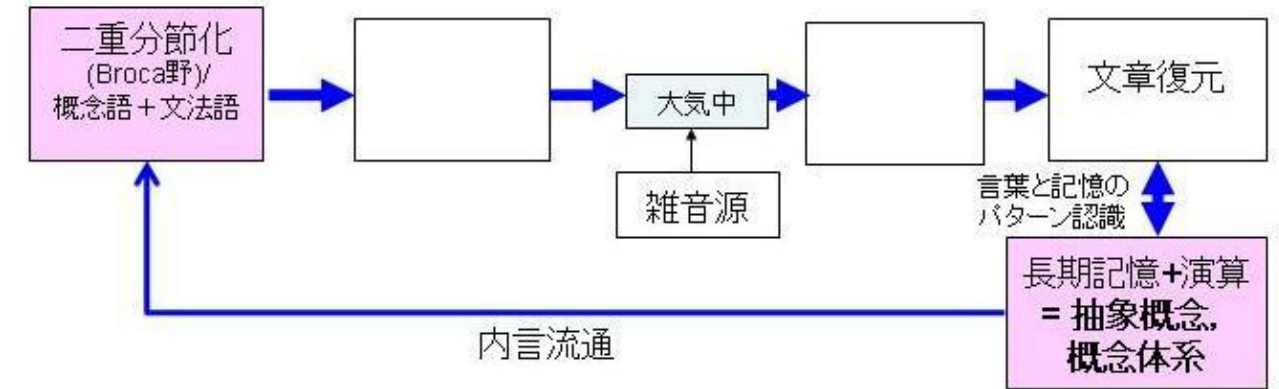 二重分節化
(Broca野)/
概念語＋文法語
大気中
雑音源
文章復元
言葉と記憶の
パターン認識
長期記憶+演算
= 抽象概念,
概念体系
内言流通